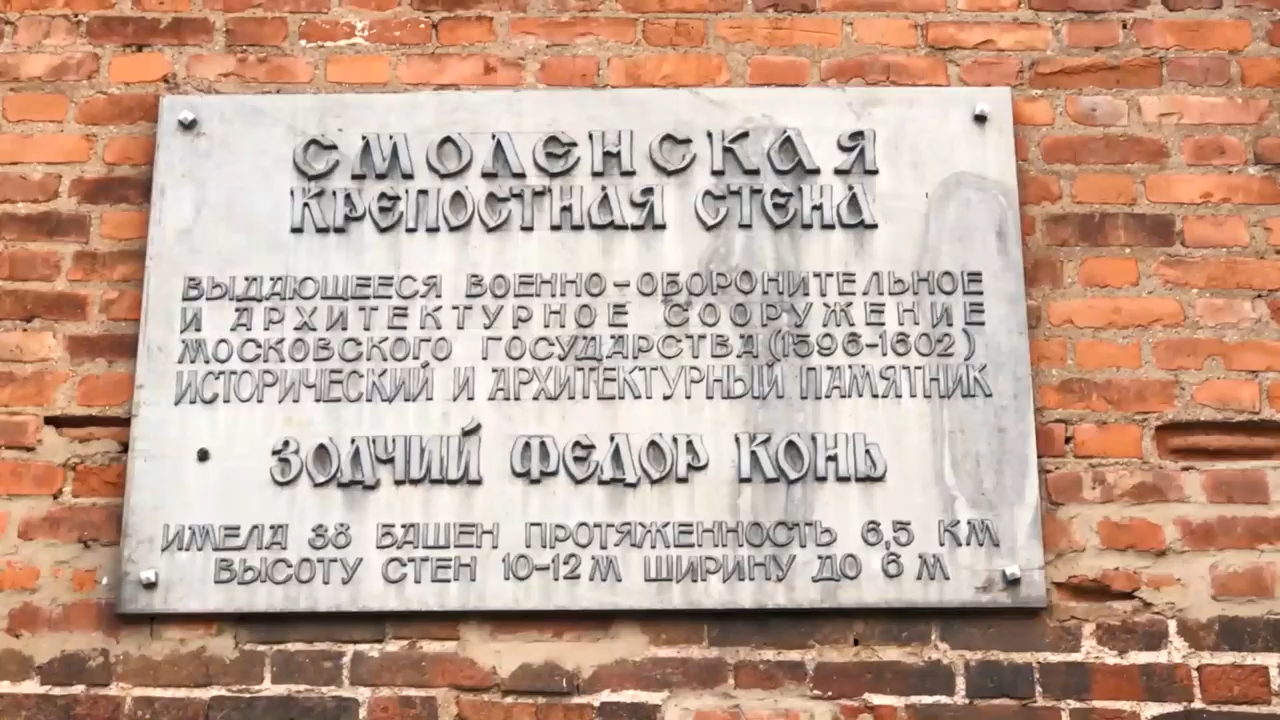 СМОЛЕНСКАЯ
КРЕПОСТНАЯ СТЕНА
ВЫДАЮЩЕЕСЯ ВОЕННО-ОБОРОНИТЕЛЬНОЕ
И АРХИТЕКТУРНОЕ СООРУЖЕНИЕ
МОСКОВСКОГО ГОСУДАРСТВА (1596-1602)
ИСТОРИЧЕСКИЙ И АРХИТЕКТУРНЫЙ ПАМЯТНИК
ЗОДЧИЙ ФЕДОР КОНЬ
ИМЕЛА 38 БАШЕН ПРОТЯЖЕННОСТЬ 6,5 КМ
ВЫСОТУ СТЕН 10-12 М ШИРИНУ ДО 6 М